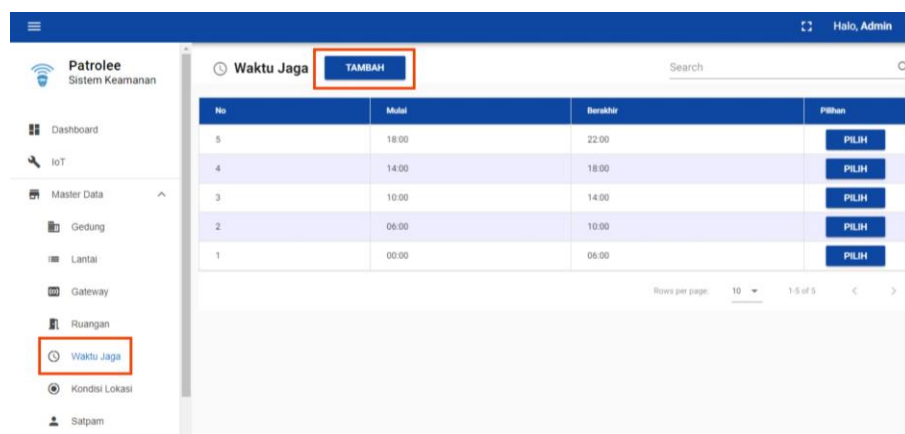 Halo, Admin
Patrolee
Sistem Keamanan
Dashboard
IoT
Master Data
Gedung
Lantai
Gateway
Ruangan
Waktu Jaga
Kondisi Lokasi
Satpam
Waktu Jaga TAMBAH Search
No Mulai Berakhir Pilihan
5 18:00 22:00 PILIH
4 14:00 18:00 PILIH
3 10:00 14:00 PILIH
2 06:00 10:00 PILIH
1 00:00 06:00 PILIH
Rows per page: 10 1-5 of 5